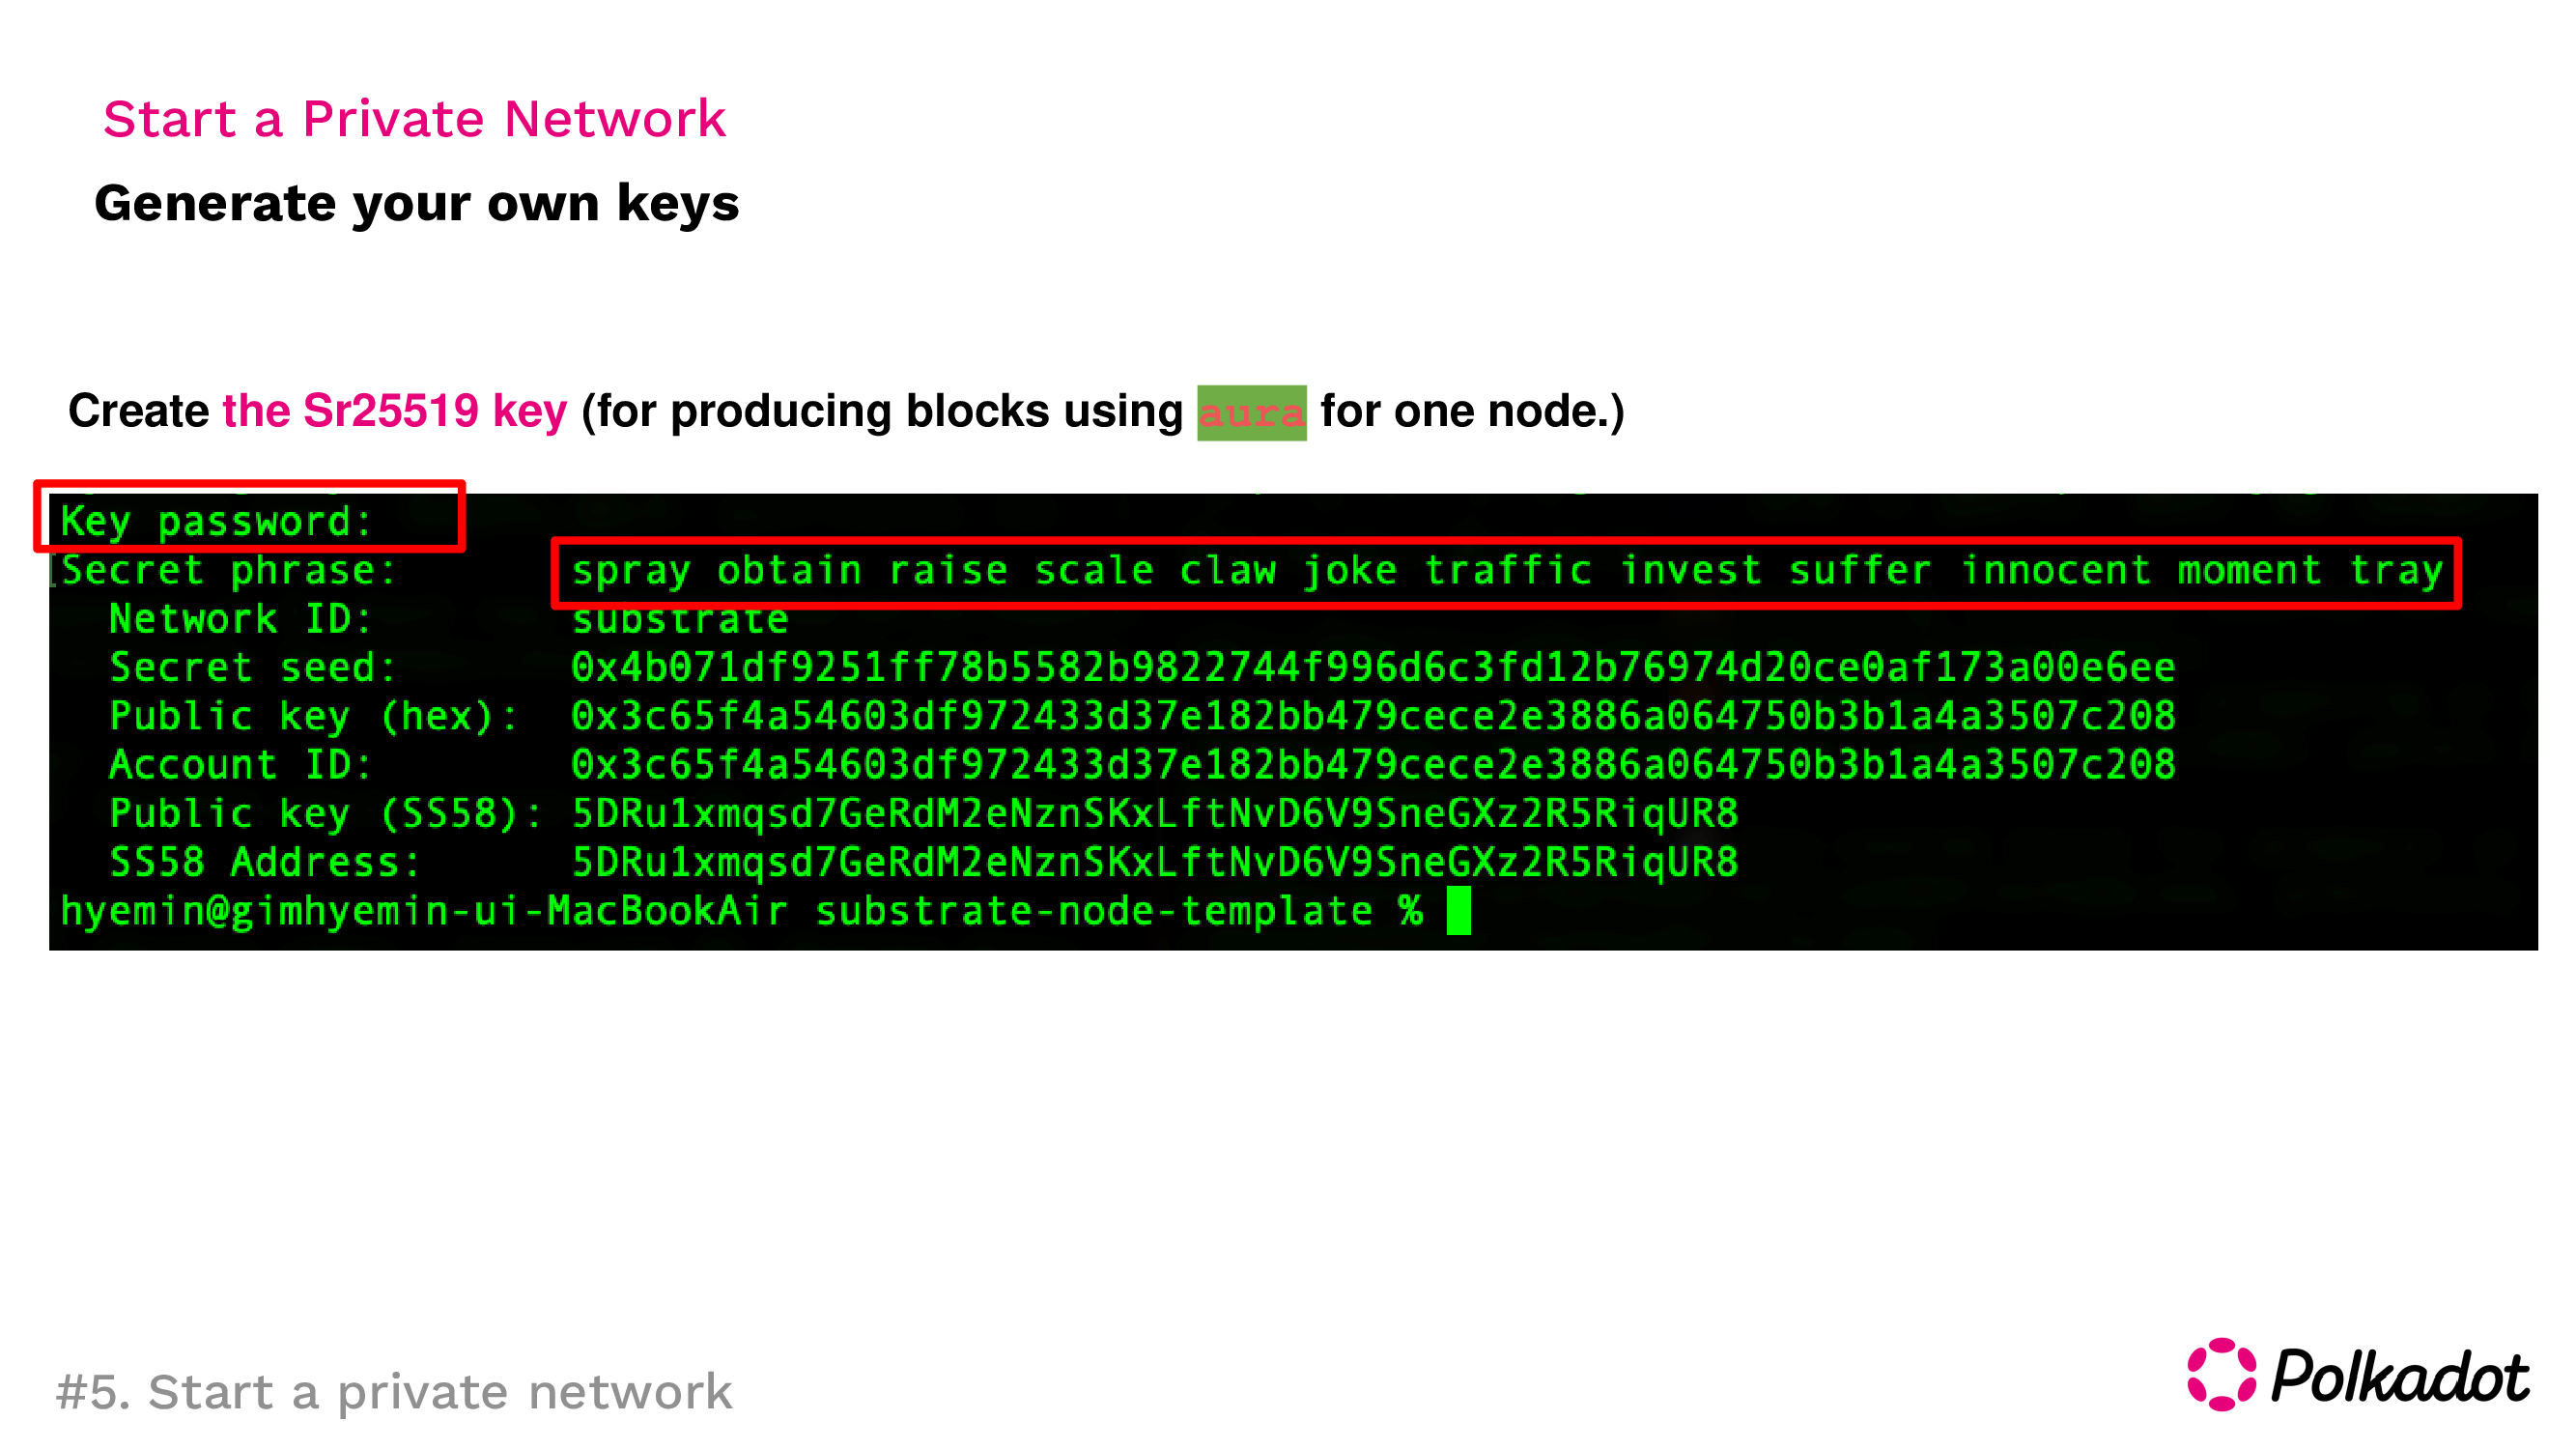 Start a Private Network
Generate your own keys
Create the Sr25519 key (for producing blocks using aura for one node.)
Key password:
Secret phrase: spray obtain raise scale claw joke traffic invest suffer innocent moment tray
Network ID: substrate
Secret seed: 0x4b071df9251ff78b5582b9822744f996d6c3fd12b76974d20ce0af173a00e6ee
Public key (hex): 0x3c65f4a54603df972433d37e182bb479cece2e3886a064750b3b1a4a3507c208
Account ID: 0x3c65f4a54603df972433d37e182bb479cece2e3886a064750b3b1a4a3507c208
Public key (SS58): 5DRu1xmqsd7GeRdM2eNznSKxLftNvD6V9SneGXz2R5RiqUR8
SS58 Address: 5DRu1xmqsd7GeRdM2eNznSKxLftNvD6V9SneGXz2R5RiqUR8
hyemin@gimhyemin-ui-MacBookAir substrate-node-template %
#5. Start a private network
Polkadot